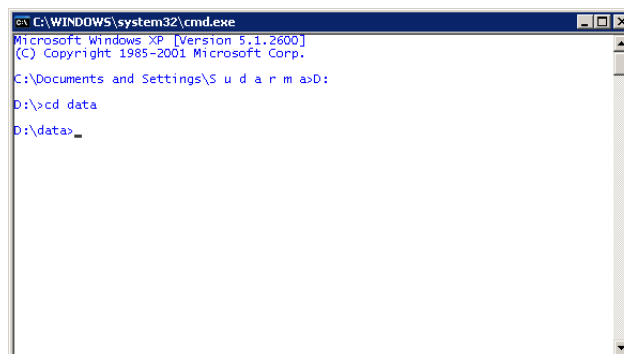 C:\WINDOWS\system32\cmd.exe
Microsoft Windows XP [Version 5.1.2600]
(C) Copyright 1985-2001 Microsoft Corp.
C:\Documents and Settings\S u d a r m a>D:
D:\>cd data
D:\data>_